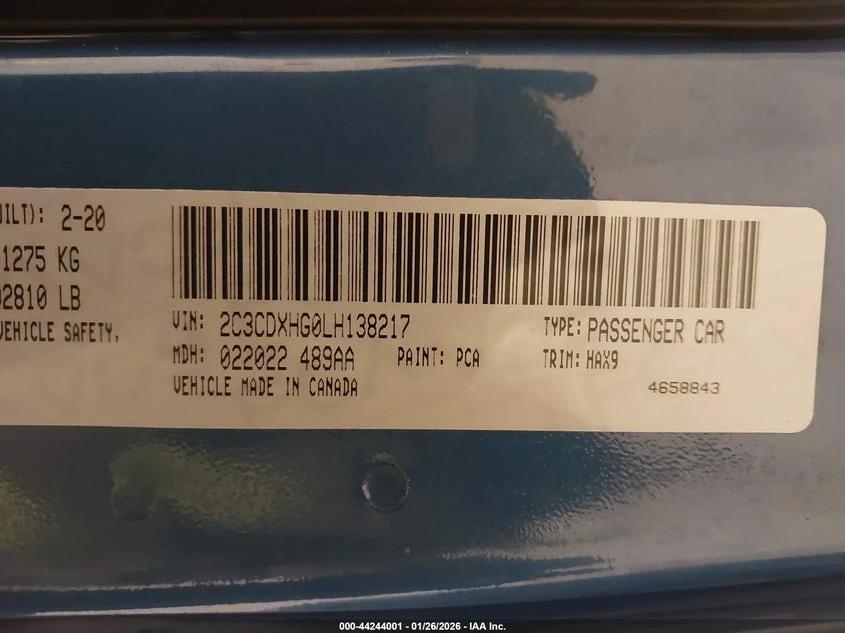 UILT): 2-20
1275 KG
02810 LB
VEHICLE SAFETY,
VIN: 2C3CDXHG0LH138217 TYPE: PASSENGER CAR
MDH: 022022 489AA PAINT: PCA TRIM: HAX9
VEHICLE MADE IN CANADA 4658843
000-44244001 - 01/26/2026 - IAA Inc.